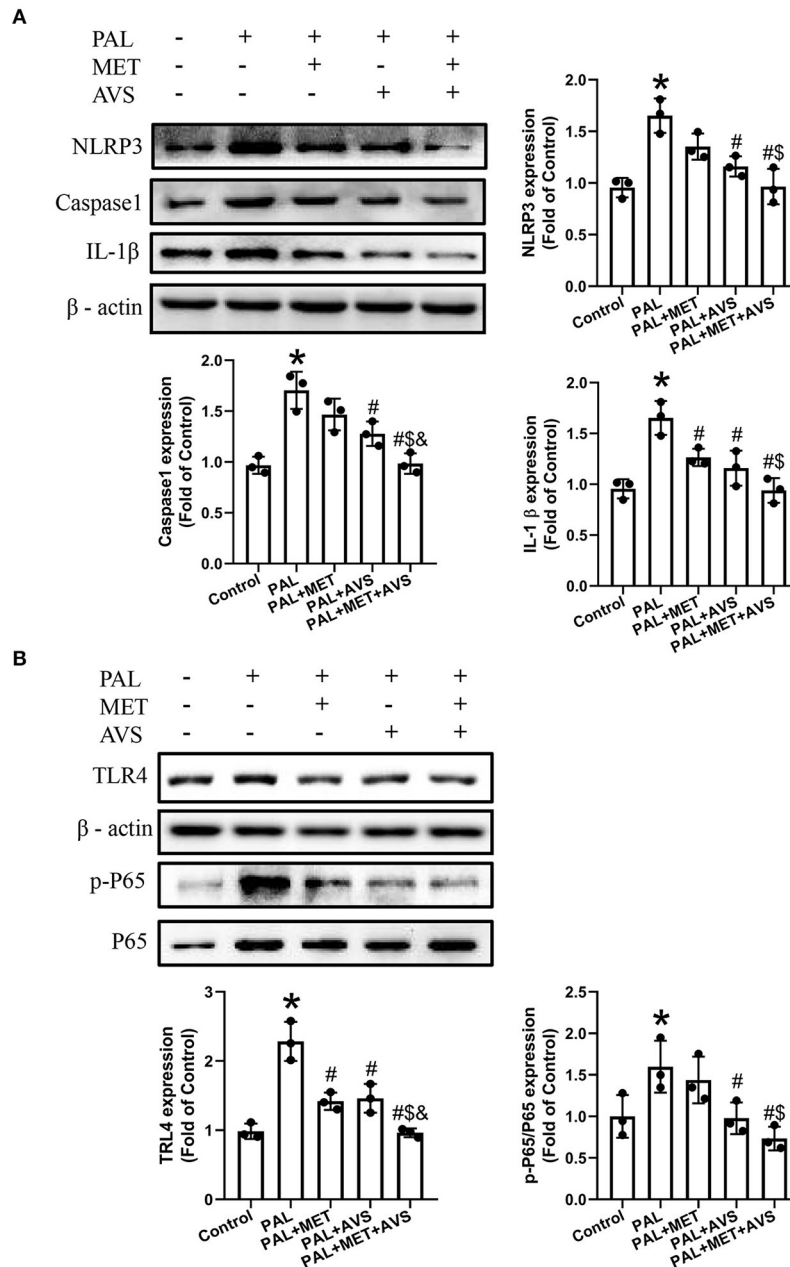 A
PAL - + + + +
MET - - + - +
AVS - - - + +
NLRP3
Caspase1
IL-1β
β - actin
NLRP3 expression
(Fold of Control)
2.0
1.5
1.0
0.5
0.0
*
#
#$
Control
PAL
PAL+MET
PAL+AVS
PAL+MET+AVS
Caspase1 expression
(Fold of Control)
2.0
1.5
1.0
0.5
0.0
*
#
#$&
Control
PAL
PAL+MET
PAL+AVS
PAL+MET+AVS
IL-1 β expression
(Fold of Control)
2.0
1.5
1.0
0.5
0.0
*
#
#
#$
Control
PAL
PAL+MET
PAL+AVS
PAL+MET+AVS
B
PAL - + + + +
MET - - + - +
AVS - - - + +
TLR4
β - actin
p-P65
P65
TRL4 expression
(Fold of Control)
3
2
1
0
*
#
#
#$&
Control
PAL
PAL+MET
PAL+AVS
PAL+MET+AVS
p-P65/P65 expression
(Fold of Control)
2.5
2.0
1.5
1.0
0.5
0.0
*
#
#$
Control
PAL
PAL+MET
PAL+AVS
PAL+MET+AVS